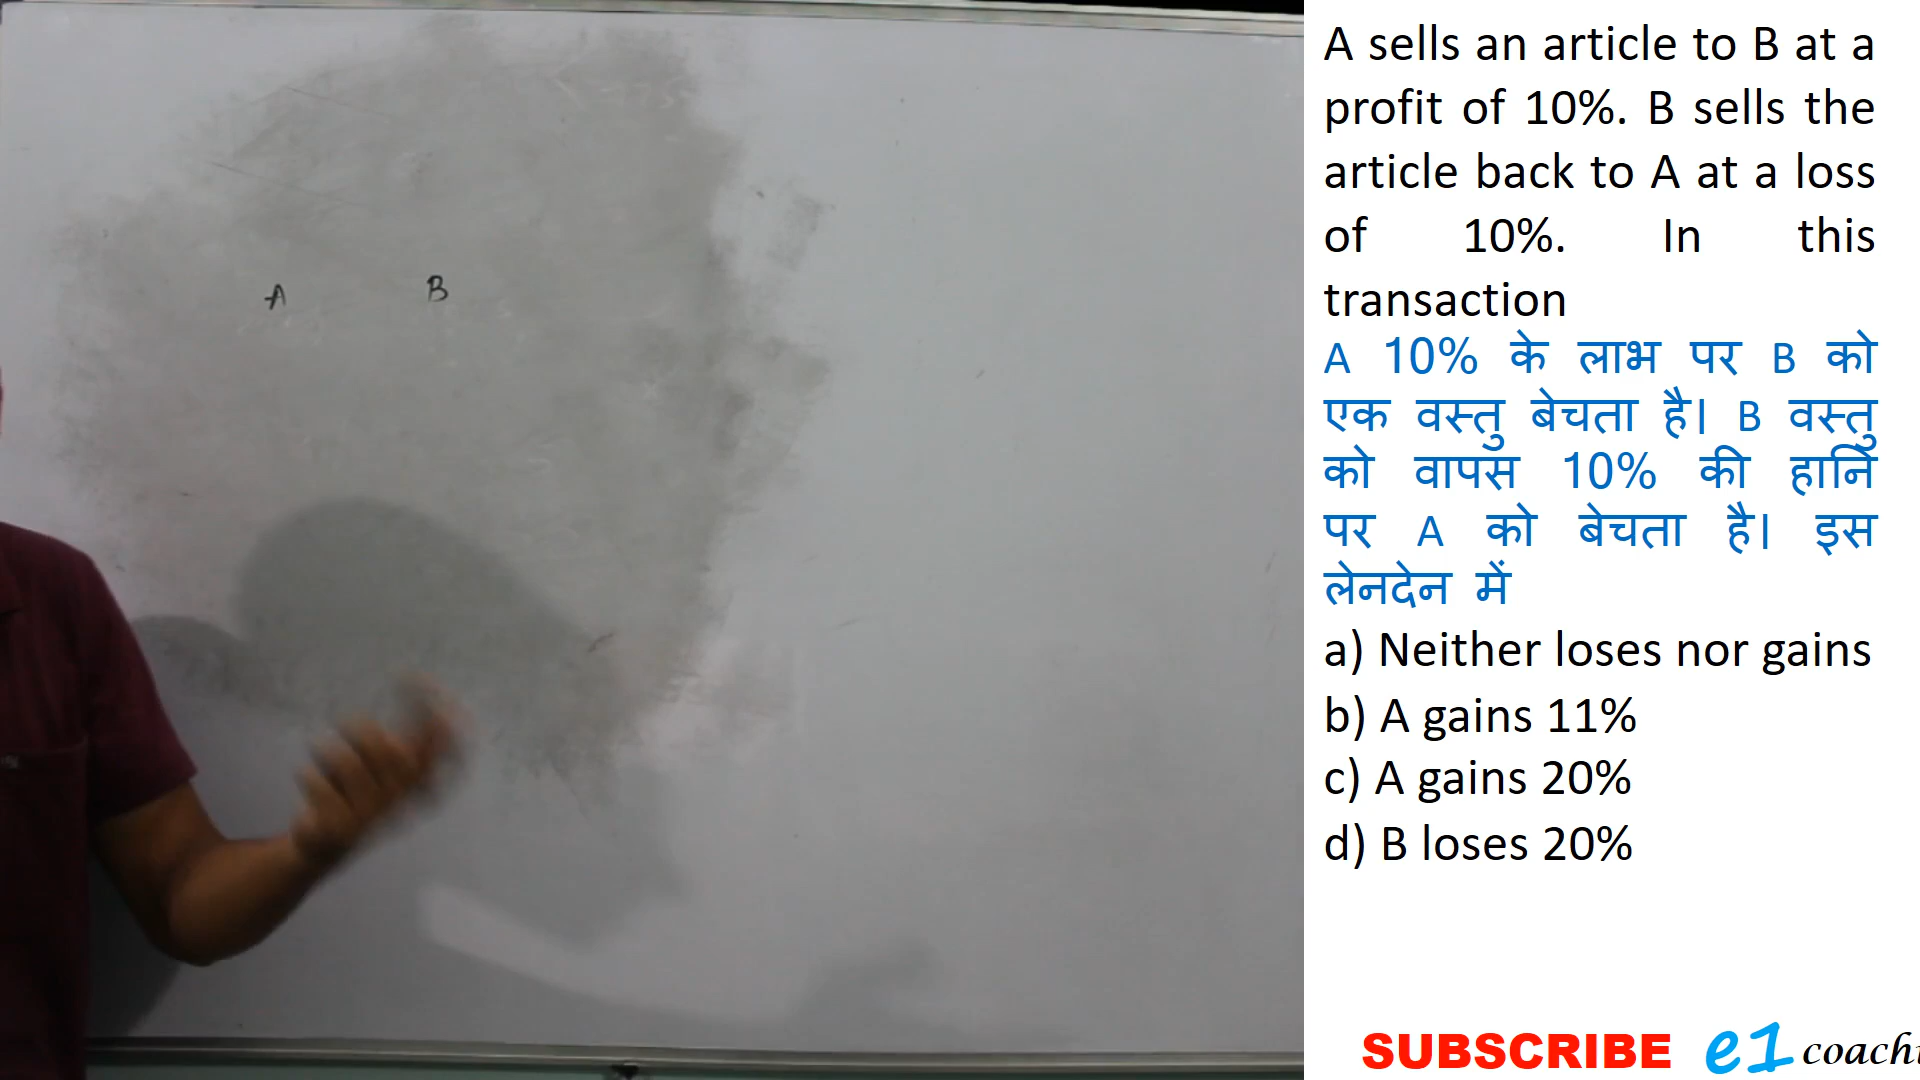 A B
A sells an article to B at a
profit of 10%. B sells the
article back to A at a loss
of 10%. In this
transaction
A 10% के लाभ पर B को
एक वस्तु बेचता है। B वस्तु
को वापस 10% की हानि
पर A को बेचता है। इस
लेनदेन में
a) Neither loses nor gains
b) A gains 11%
c) A gains 20%
d) B loses 20%
SUBSCRIBE e1 coachi